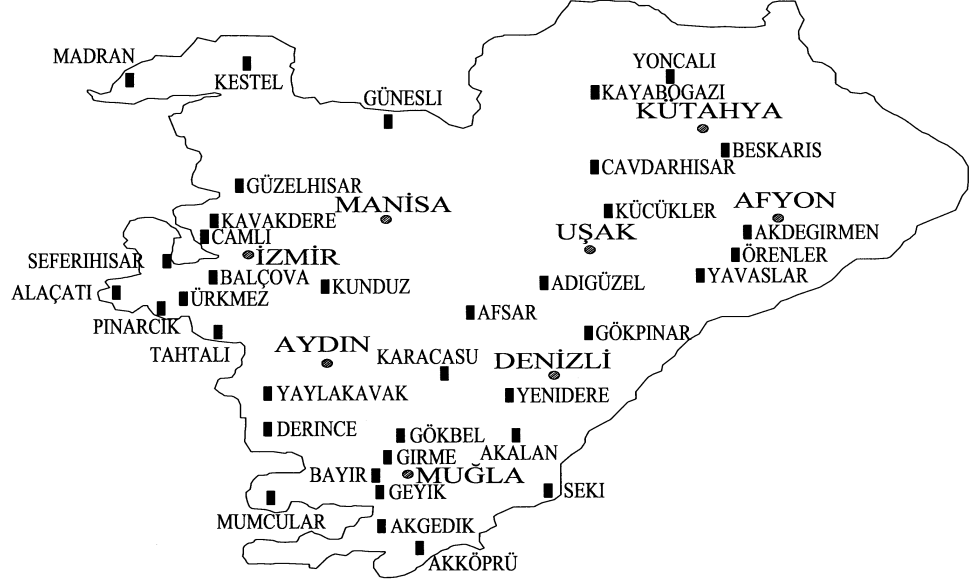 MADRAN
KESTEL
YONCALI
KAYABOGAZI
GÜNESLI
KÜTAHYA
BESKARIS
CAVDARHISAR
GÜZELHISAR
MANİSA
AFYON
KÜCÜKLER
KAVAKDERE
CAMLI
UŞAK
AKDEGIRMEN
İZMİR
ÖRENLER
SEFERIHISAR
BALÇOVA
YAVASLAR
KUNDUZ
ADIGÜZEL
ALAÇATI
ÜRKMEZ
AFSAR
PINARCIK
GÖKPINAR
TAHTALI
AYDIN
KARACASU
DENİZLİ
YAYLAKAVAK
YENIDERE
DERINCE
GÖKBEL
AKALAN
GIRME
BAYIR
MUĞLA
GEYIK
SEKI
MUMCULAR
AKGEDIK
AKKÖPRÜ